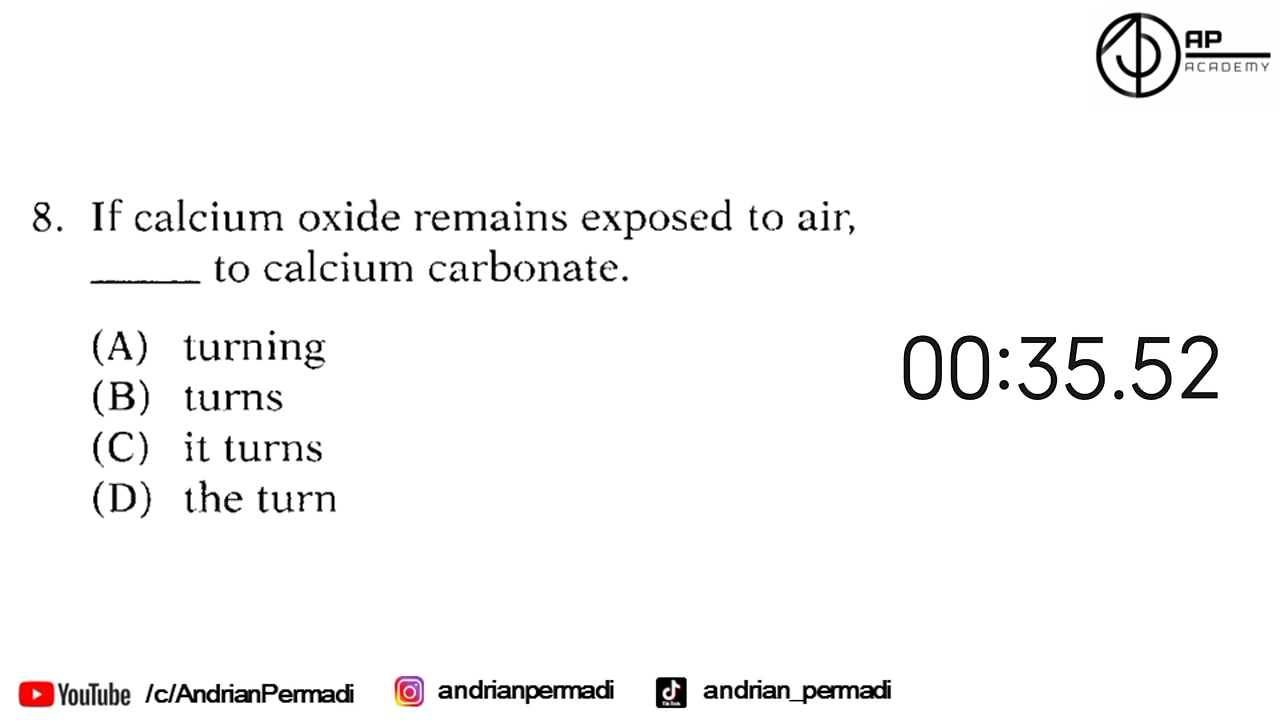 AP
ACADEMY
8. If calcium oxide remains exposed to air,
______ to calcium carbonate.
(A) turning
(B) turns
(C) it turns
(D) the turn
00:35.52
YouTube /c/AndrianPermadi andrianpermadi TikTok andrian_permadi